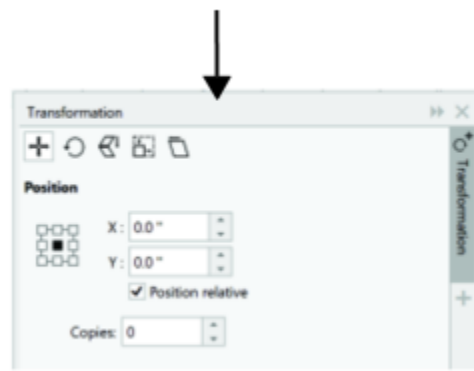 Transformation
Position
X: 0.0 "
Y: 0.0 "
Position relative
Copies: 0
Transformation